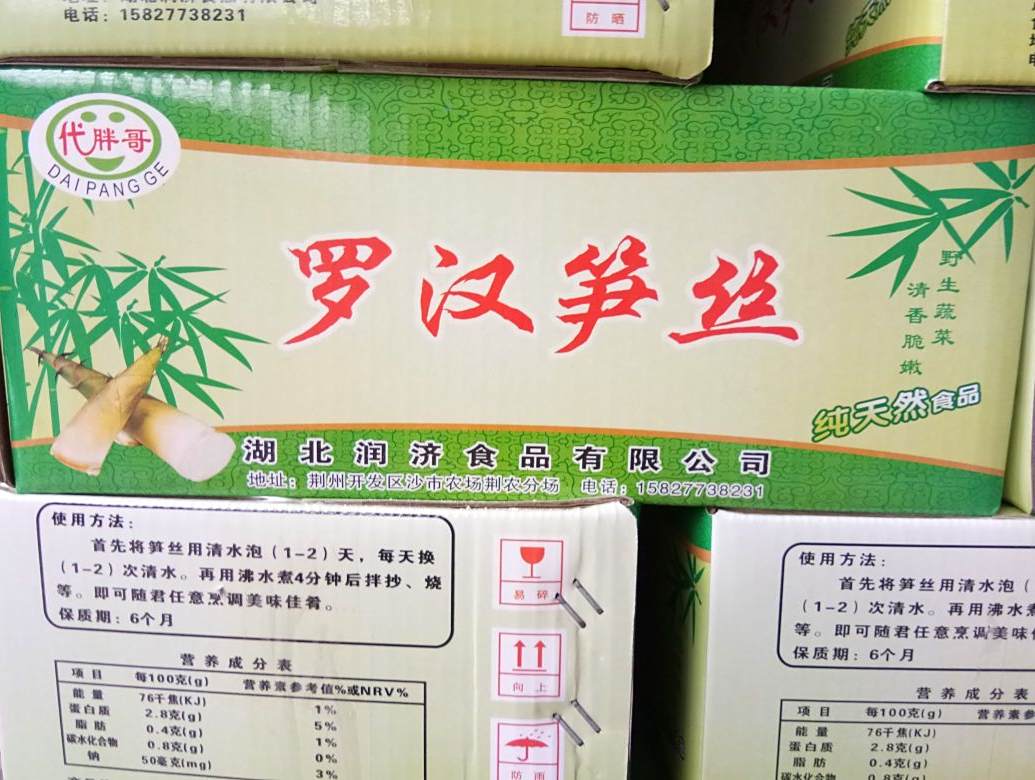 电话：15827738231
防晒
代胖哥
DAI PANG GE
罗汉笋丝
野生蔬菜
清香脆嫩
纯天然食品
湖北润济食品有限公司
地址：荆州开发区沙市农场荆农分场 电话：15827738231
使用方法：
首先将笋丝用清水泡（1-2）天，每天换
（1-2）次清水。再用沸水煮4分钟后拌抄、烧
等。即可随君任意烹调美味佳肴。
保质期：6个月
营养成分表
项目 每100克(g) 营养素参考值%或NRV%
能量 76千焦(KJ) 1%
蛋白质 2.8克(g) 5%
脂肪 0.4克(g) 1%
碳水化合物 0.8克(g) 0%
钠 50毫克(mg) 3%
易碎
向上
防雨
使用方法：
首先将笋丝用清水泡（
（1-2）次清水。再用沸水煮
等。即可随君任意烹调美味
保质期：6个月
营养成分表
项目 每100克(g) 营养素
能量 76千焦(KJ)
蛋白质 2.8克(g)
脂肪 0.4克(g)
碳水化合物 0.8克(g)